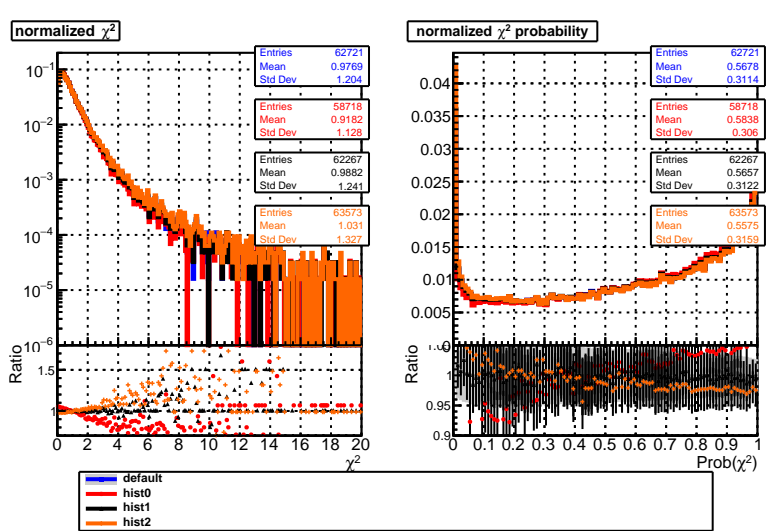 normalized χ²
Entries 62721
Mean 0.9769
Std Dev 1.204
Entries 58718
Mean 0.9182
Std Dev 1.128
Entries 62267
Mean 0.9882
Std Dev 1.241
Entries 63573
Mean 1.031
Std Dev 1.327
10⁻¹
10⁻²
10⁻³
10⁻⁴
10⁻⁵
10⁻⁶
Ratio
1.5
1
0 2 4 6 8 10 12 14 16 18 20
χ²
normalized χ² probability
Entries 62721
Mean 0.5678
Std Dev 0.3114
Entries 58718
Mean 0.5838
Std Dev 0.306
Entries 62267
Mean 0.5657
Std Dev 0.3122
Entries 63573
Mean 0.5575
Std Dev 0.3159
0.04
0.035
0.03
0.025
0.02
0.015
0.01
0.005
Ratio
1
0.95
0.9
0 0.1 0.2 0.3 0.4 0.5 0.6 0.7 0.8 0.9 1
Prob(χ²)
default
hist0
hist1
hist2